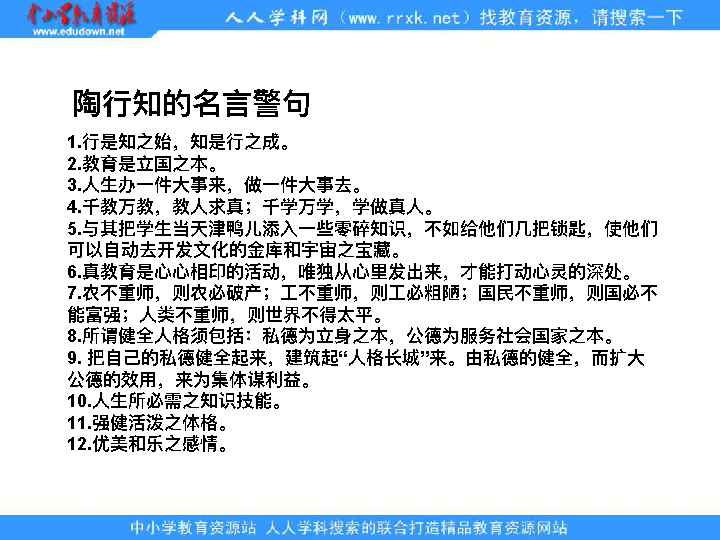 中小学教育资源
www.edudown.net
人人学科网（www.rrxk.net）找教育资源，请搜索一下
陶行知的名言警句
1.行是知之始，知是行之成。
2.教育是立国之本。
3.人生办一件大事来，做一件大事去。
4.千教万教，教人求真；千学万学，学做真人。
5.与其把学生当天津鸭儿添入一些零碎知识，不如给他们几把锁匙，使他们
可以自动去开发文化的金库和宇宙之宝藏。
6.真教育是心心相印的活动，唯独从心里发出来，才能打动心灵的深处。
7.农不重师，则农必破产；工不重师，则工必粗陋；国民不重师，则国必不
能富强；人类不重师，则世界不得太平。
8.所谓健全人格须包括：私德为立身之本，公德为服务社会国家之本。
9. 把自己的私德健全起来，建筑起“人格长城”来。由私德的健全，而扩大
公德的效用，来为集体谋利益。
10.人生所必需之知识技能。
11.强健活泼之体格。
12.优美和乐之感情。
中小学教育资源站 人人学科搜索的联合打造精品教育资源网站